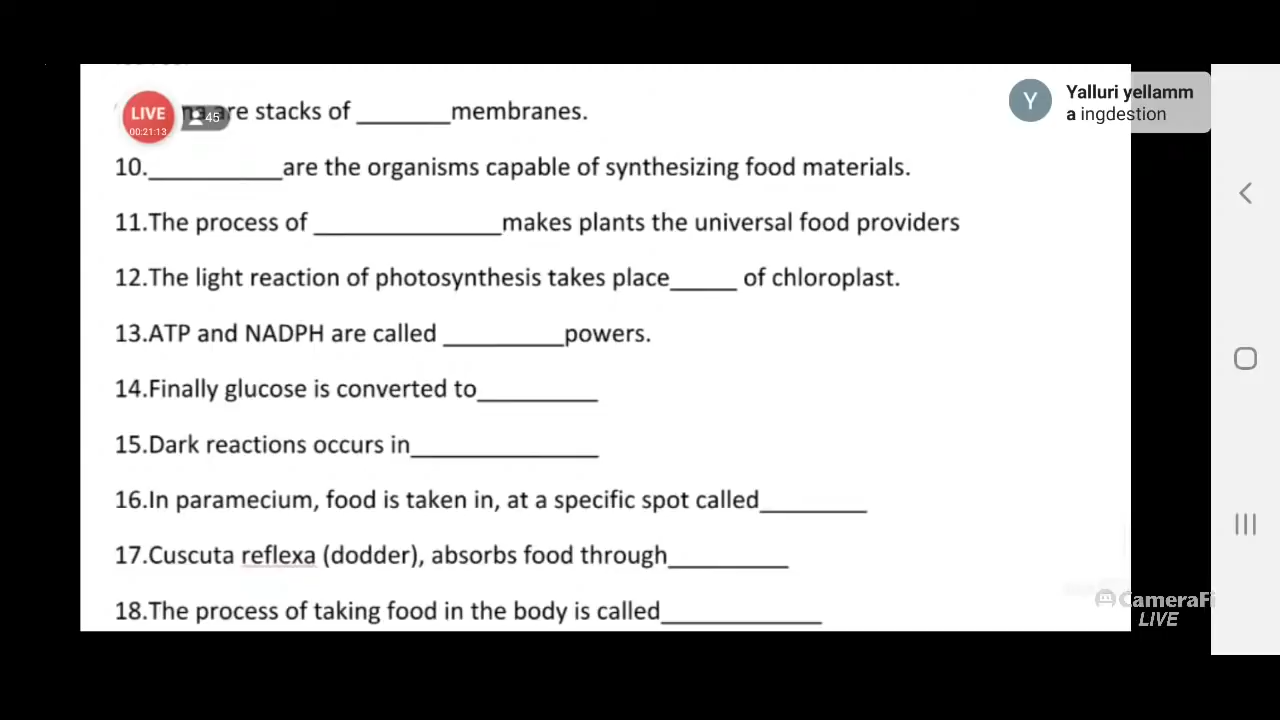 LIVE
00:21:13
45
are stacks of ________membranes.
Yalluri yellamm
a ingdestion
10.___________are the organisms capable of synthesizing food materials.
11.The process of _______________makes plants the universal food providers
12.The light reaction of photosynthesis takes place_____ of chloroplast.
13.ATP and NADPH are called __________powers.
14.Finally glucose is converted to__________
15.Dark reactions occurs in_______________
16.In paramecium, food is taken in, at a specific spot called_________
17.Cuscuta reflexa (dodder), absorbs food through__________
18.The process of taking food in the body is called_____________
CameraFi
LIVE